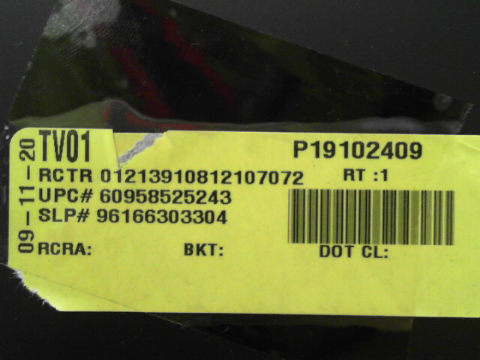 TV01 P19102409
RCTR 01213910812107072 RT :1
UPC# 60958525243
SLP# 96166303304
RCRA: BKT: DOT CL:
09-11-20